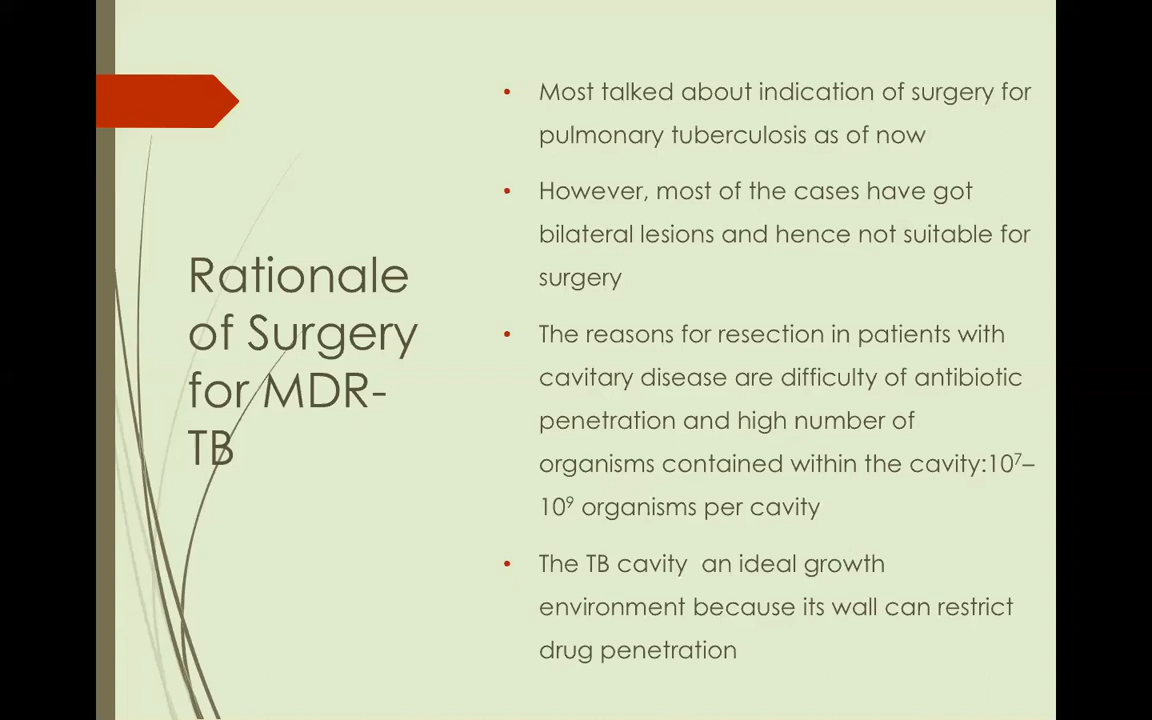 Rationale
of Surgery
for MDR-
TB
• Most talked about indication of surgery for
pulmonary tuberculosis as of now
• However, most of the cases have got
bilateral lesions and hence not suitable for
surgery
• The reasons for resection in patients with
cavitary disease are difficulty of antibiotic
penetration and high number of
organisms contained within the cavity:10⁷–
10⁹ organisms per cavity
• The TB cavity  an ideal growth
environment because its wall can restrict
drug penetration